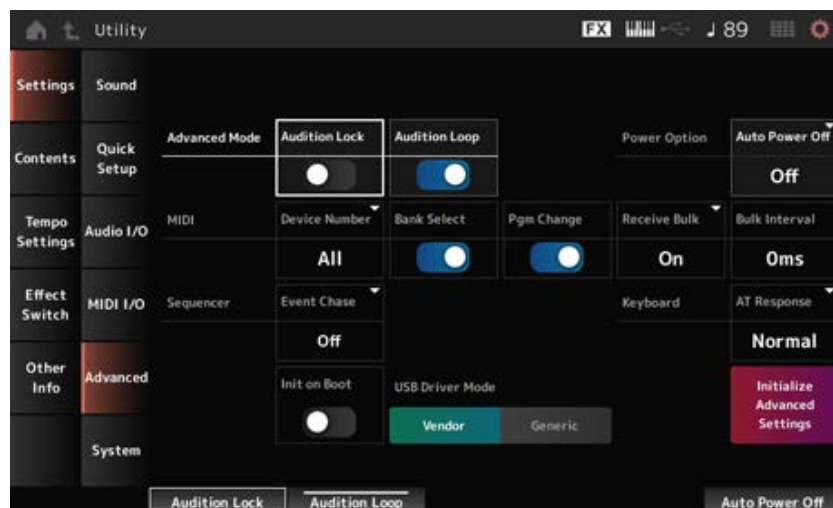 Utility
FX
♩ 89
Settings
Sound
Contents
Quick
Setup
Advanced Mode
Audition Lock
Audition Loop
Power Option
Auto Power Off
Off
Tempo
Settings
Audio I/O
MIDI
Device Number
Bank Select
Pgm Change
Receive Bulk
Bulk Interval
All
On
0ms
Effect
Switch
MIDI I/O
Sequencer
Event Chase
Keyboard
AT Response
Off
Normal
Other
Info
Advanced
Init on Boot
USB Driver Mode
Vendor
Generic
Initialize
Advanced
Settings
System
Audition Lock
Audition Loop
Auto Power Off